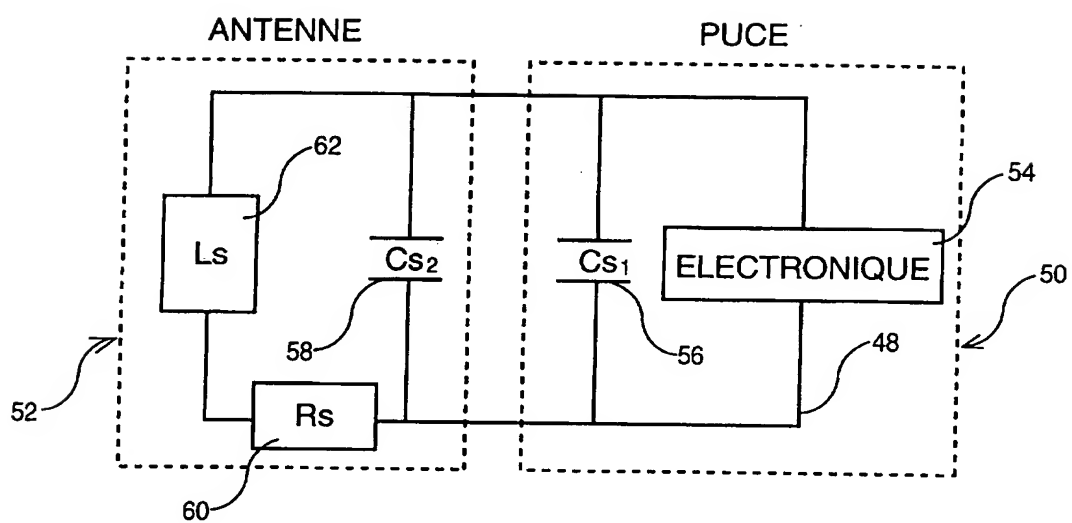 ANTENNE
PUCE
62
54
Ls
Cs2
Cs1
ELECTRONIQUE
50
58
56
48
52
Rs
60